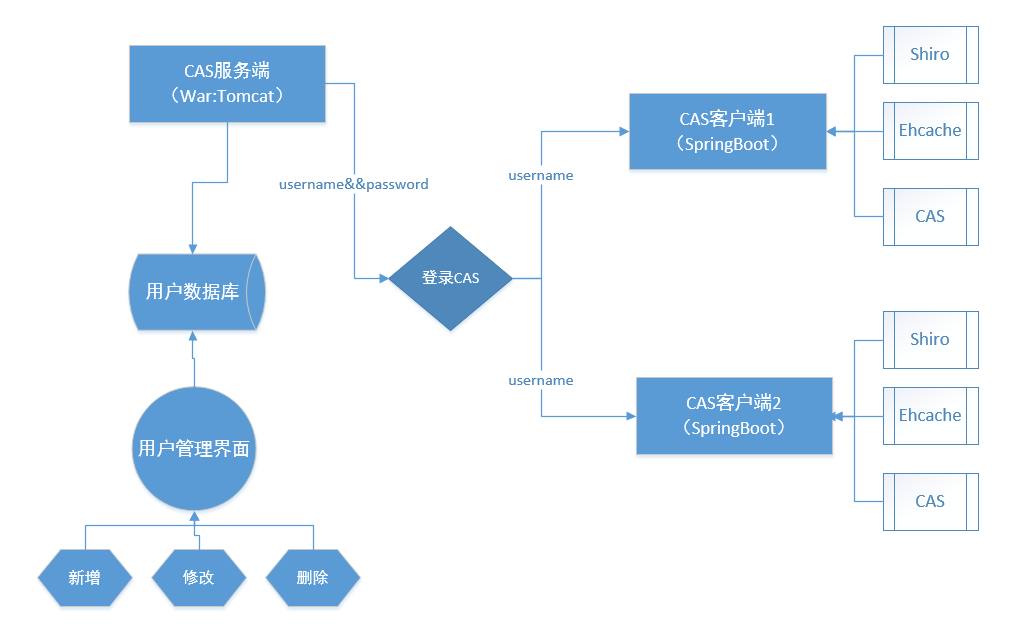 CAS服务端
（War:Tomcat）
username&&password
用户数据库
用户管理界面
新增
修改
删除
登录CAS
username
username
CAS客户端1
（SpringBoot）
Shiro
Ehcache
CAS
CAS客户端2
（SpringBoot）
Shiro
Ehcache
CAS